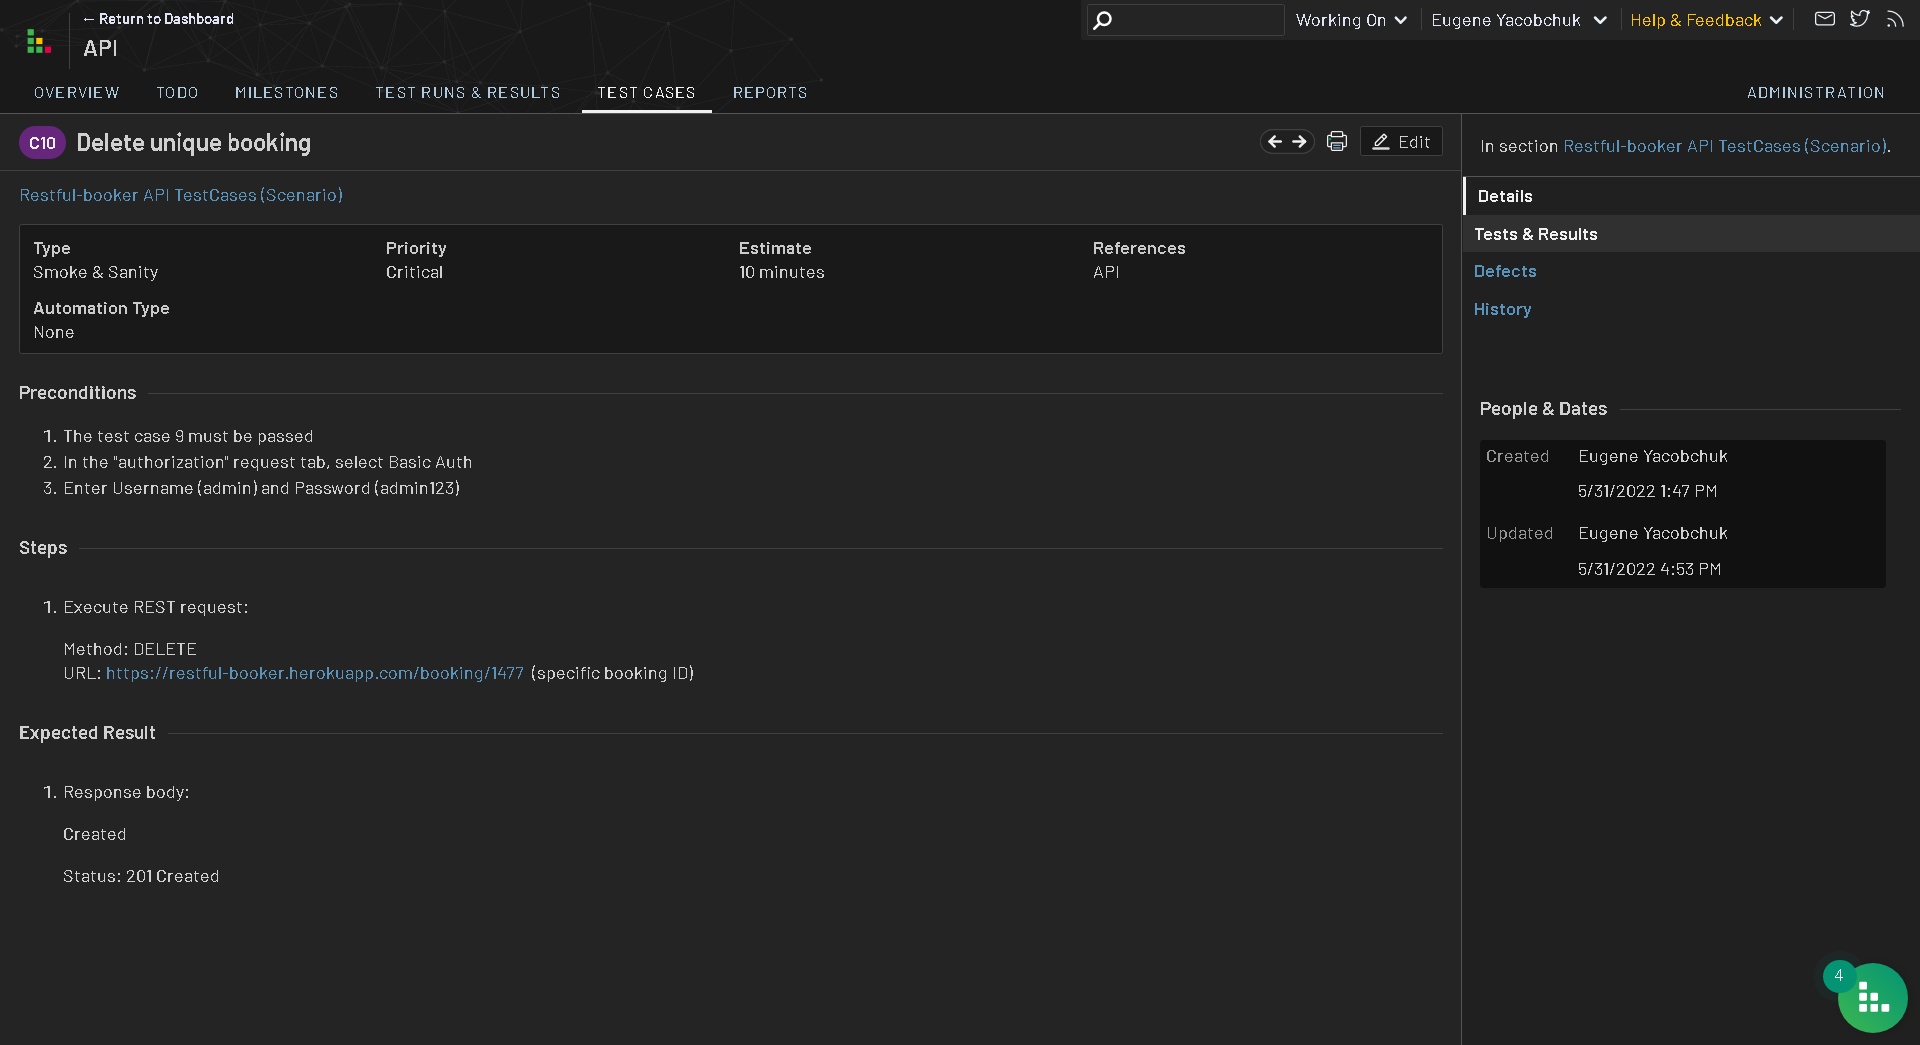 ← Return to Dashboard
API
Working On
Eugene Yacobchuk
Help & Feedback
OVERVIEW
TODO
MILESTONES
TEST RUNS & RESULTS
TEST CASES
REPORTS
ADMINISTRATION
C10
Delete unique booking
Edit
Restful-booker API TestCases (Scenario)
Type
Smoke & Sanity
Priority
Critical
Estimate
10 minutes
References
API
Automation Type
None
Preconditions
1. The test case 9 must be passed
2. In the "authorization" request tab, select Basic Auth
3. Enter Username (admin) and Password (admin123)
Steps
1. Execute REST request:
Method: DELETE
URL: https://restful-booker.herokuapp.com/booking/1477 (specific booking ID)
Expected Result
1. Response body:
Created
Status: 201 Created
In section Restful-booker API TestCases (Scenario).
Details
Tests & Results
Defects
History
People & Dates
Created
Eugene Yacobchuk
5/31/2022 1:47 PM
Updated
Eugene Yacobchuk
5/31/2022 4:53 PM
4